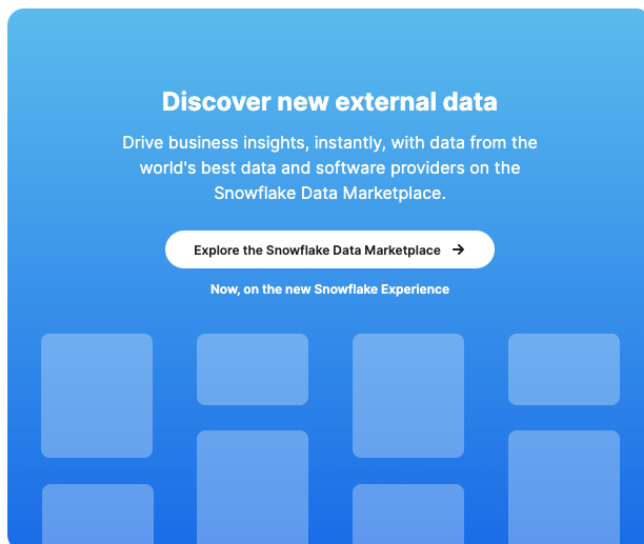 Discover new external data
Drive business insights, instantly, with data from the
world's best data and software providers on the
Snowflake Data Marketplace.
Explore the Snowflake Data Marketplace →
Now, on the new Snowflake Experience